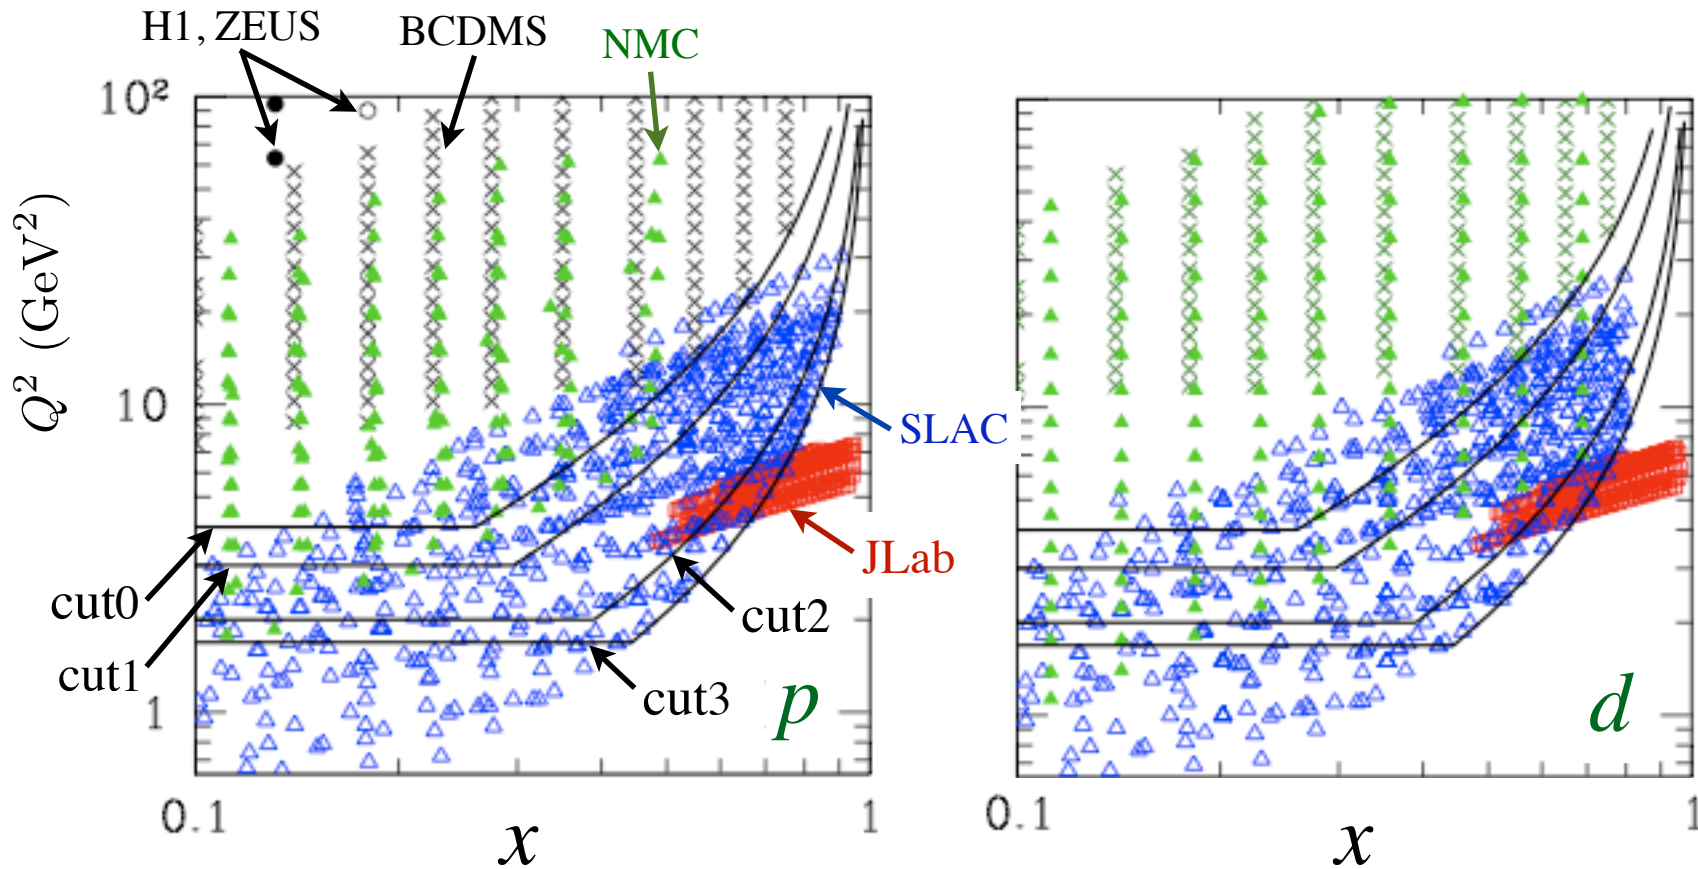 H1, ZEUS
BCDMS
NMC
10²
10
1
Q² (GeV²)
SLAC
JLab
cut0
cut1
cut2
cut3
p
d
0.1
1
0.1
1
x
x